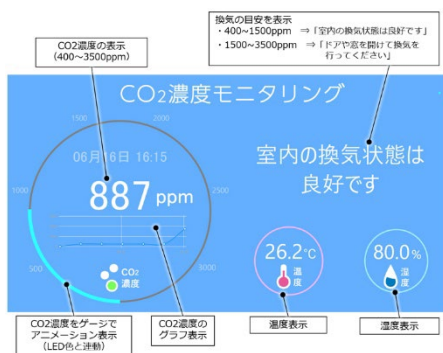 CO2濃度の表示
(400～3500ppm)
換気の目安を表示
・400~1500ppm ⇒「室内の換気状態は良好です」
・1500～3500ppm ⇒「ドアや窓を開けて換気を
行ってください」
CO₂濃度モニタリング
1500
2000
06月16日 16:15
887 ppm
1000
2500
500
3000
CO₂
濃度
室内の換気状態は
良好です
26.2℃
温度
80.0%
湿度
CO2濃度をゲージで
アニメーション表示
(LED色と連動)
CO2濃度の
グラフ表示
温度表示
湿度表示